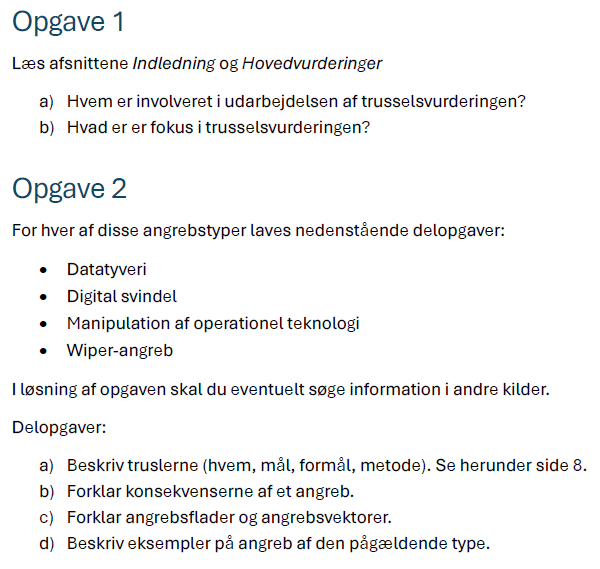 Opgave 1
Læs afsnittene Indledning og Hovedvurderinger
a) Hvem er involveret i udarbejdelsen af trusselsvurderingen?
b) Hvad er er fokus i trusselsvurderingen?
Opgave 2
For hver af disse angrebstyper laves nedenstående delopgaver:
• Datatyveri
• Digital svindel
• Manipulation af operationel teknologi
• Wiper-angreb
I løsning af opgaven skal du eventuelt søge information i andre kilder.
Delopgaver:
a) Beskriv truslerne (hvem, mål, formål, metode). Se herunder side 8.
b) Forklar konsekvenserne af et angreb.
c) Forklar angrebsflader og angrebsvektorer.
d) Beskriv eksempler på angreb af den pågældende type.